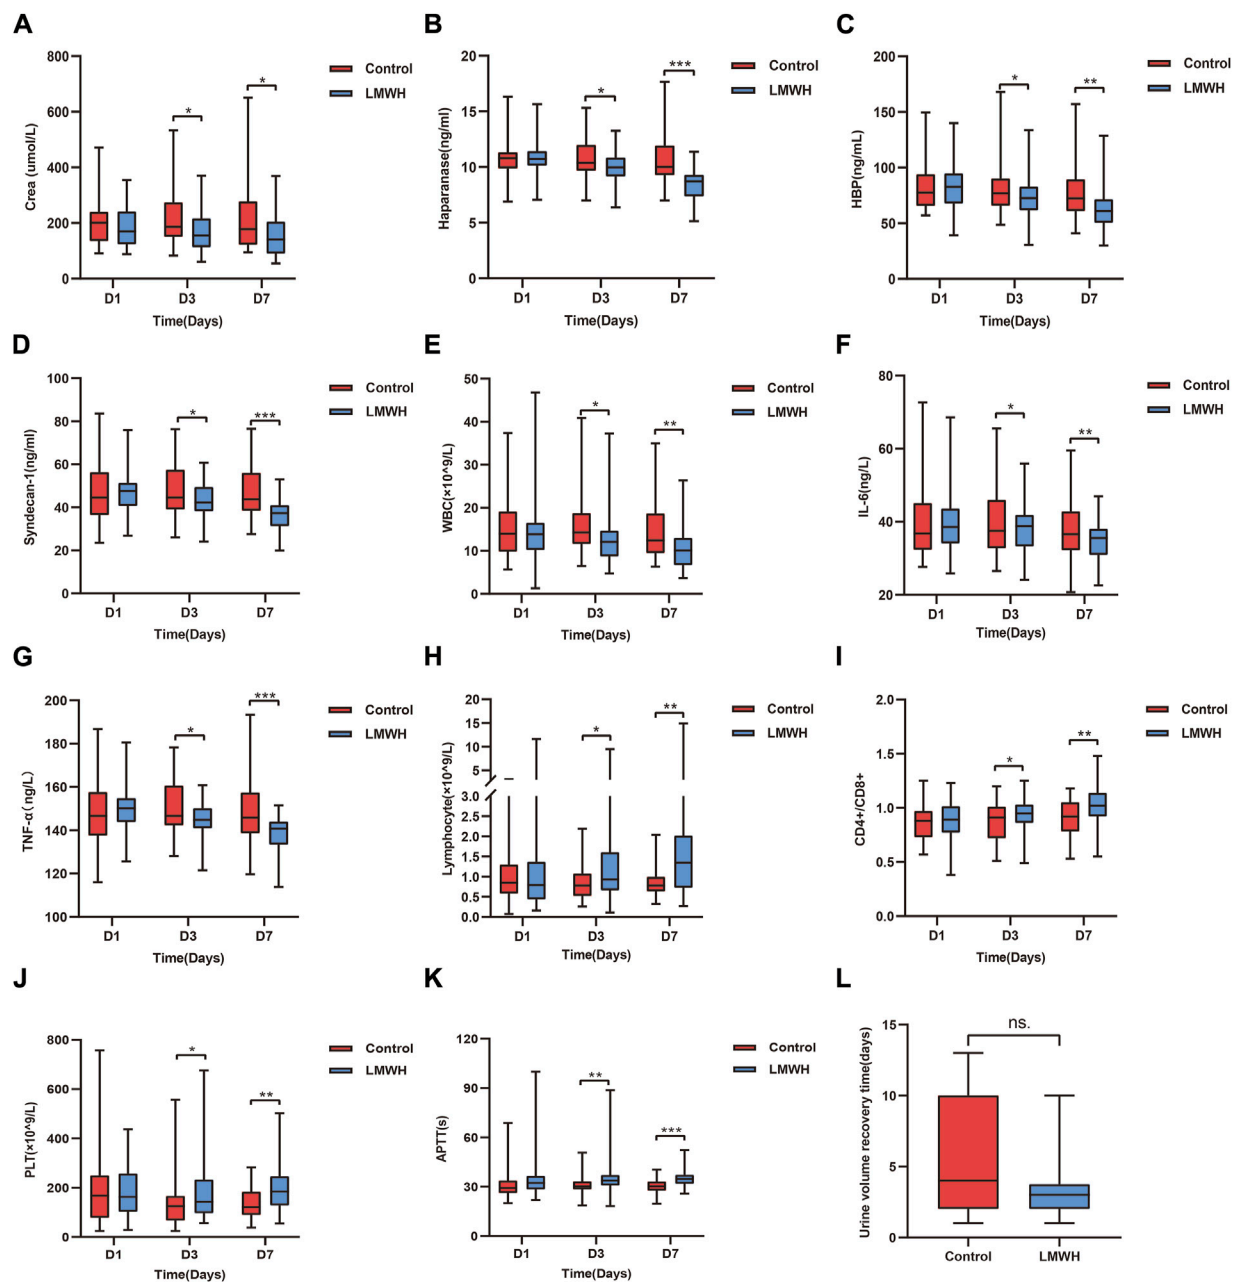 A
Crea (umol/L)
800
600
400
200
0
*
*
Control
LMWH
D1
D3
D7
Time(Days)
B
Haparanase(ng/ml)
20
15
10
5
0
*
***
Control
LMWH
D1
D3
D7
Time(Days)
C
HBP(ng/mL)
200
150
100
50
0
*
**
Control
LMWH
D1
D3
D7
Time(Days)
D
Syndecan-1(ng/ml)
100
80
60
40
20
0
*
***
Control
LMWH
D1
D3
D7
Time(Days)
E
WBC(×10^9/L)
50
40
30
20
10
0
*
**
Control
LMWH
D1
D3
D7
Time(Days)
F
IL-6(ng/L)
80
60
40
20
*
**
Control
LMWH
D1
D3
D7
Time(Days)
G
TNF-α(ng/L)
200
180
160
140
120
100
*
***
Control
LMWH
D1
D3
D7
Time(Days)
H
Lymphocyte(×10^9/L)
20
15
10
5
3.0
2.5
2.0
1.5
1.0
0.5
0.0
*
**
Control
LMWH
D1
D3
D7
Time(Days)
I
CD4+/CD8+
2.0
1.5
1.0
0.5
0.0
*
**
Control
LMWH
D1
D3
D7
Time(Days)
J
PLT(×10^9/L)
800
600
400
200
0
*
**
Control
LMWH
D1
D3
D7
Time(Days)
K
APTT(s)
120
90
60
30
0
**
***
Control
LMWH
D1
D3
D7
Time(Days)
L
Urine volume recovery time(days)
15
10
5
0
ns.
Control
LMWH